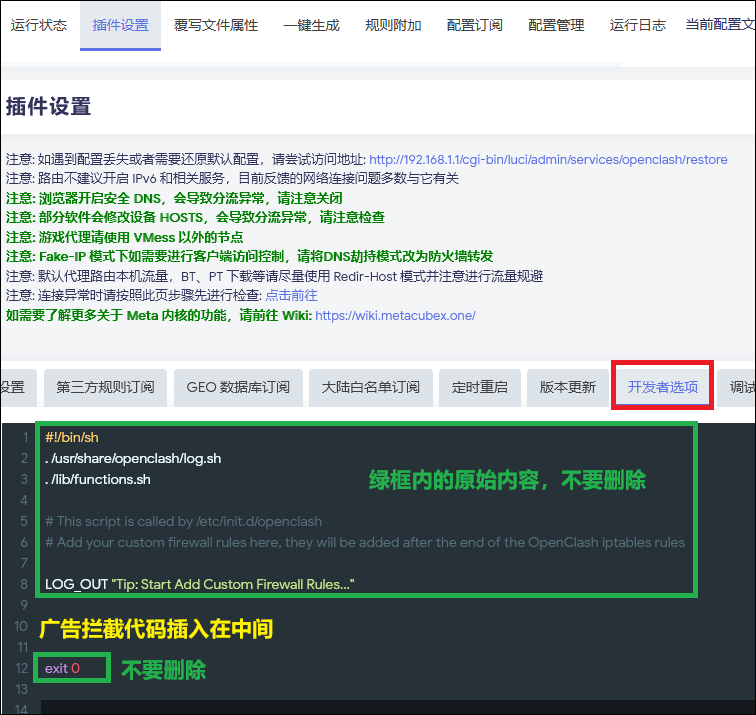 运行状态 插件设置 覆写文件属性 一键生成 规则附加 配置订阅 配置管理 运行日志 当前配置文
插件设置
注意: 如遇到配置丢失或者需要还原默认配置，请尝试访问地址: http://192.168.1.1/cgi-bin/luci/admin/services/openclash/restore
注意: 路由不建议开启 IPv6 和相关服务，目前反馈的网络连接问题多数与它有关
注意: 浏览器开启安全 DNS，会导致分流异常，请注意关闭
注意: 部分软件会修改设备 HOSTS，会导致分流异常，请注意检查
注意: 游戏代理请使用 VMess 以外的节点
注意: Fake-IP 模式下如需要进行客户端访问控制，请将DNS劫持模式改为防火墙转发
注意: 默认代理路由本机流量，BT、PT 下载等请尽量使用 Redir-Host 模式并注意进行流量规避
注意: 连接异常时请按照此页步骤先进行检查: 点击前往
如需要了解更多关于 Meta 内核的功能，请前往 Wiki: https://wiki.metacubex.one/
设置 第三方规则订阅 GEO 数据库订阅 大陆白名单订阅 定时重启 版本更新 开发者选项 调试
1 #!/bin/sh
2 . /usr/share/openclash/log.sh
3 . /lib/functions.sh 绿框内的原始内容，不要删除
4
5 # This script is called by /etc/init.d/openclash
6 # Add your custom firewall rules here, they will be added after the end of the OpenClash iptables rules
7
8 LOG_OUT "Tip: Start Add Custom Firewall Rules..."
9
10 广告拦截代码插入在中间
11
12 exit 0 不要删除
13
14